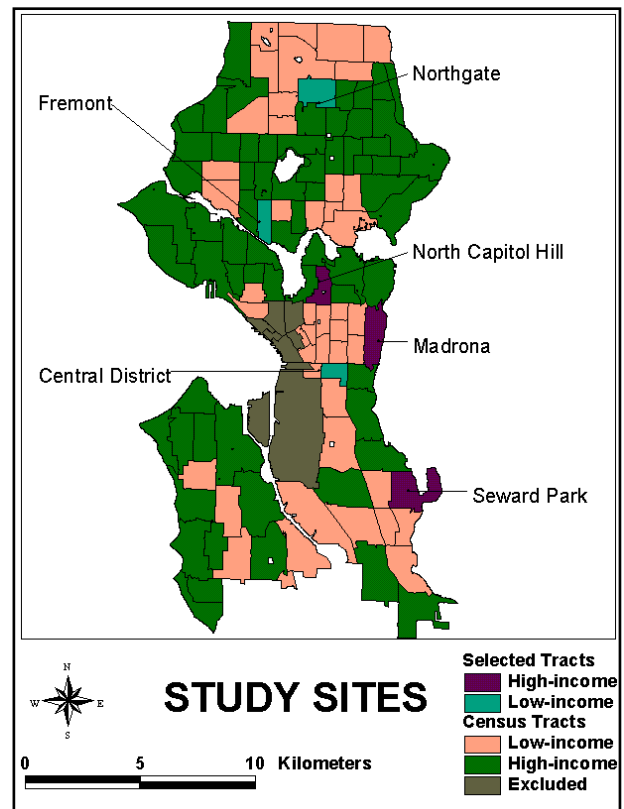 Northgate
Fremont
North Capitol Hill
Madrona
Central District
Seward Park
N
W E
S
STUDY SITES
0 5 10 Kilometers
Selected Tracts
High-income
Low-income
Census Tracts
Low-income
High-income
Excluded